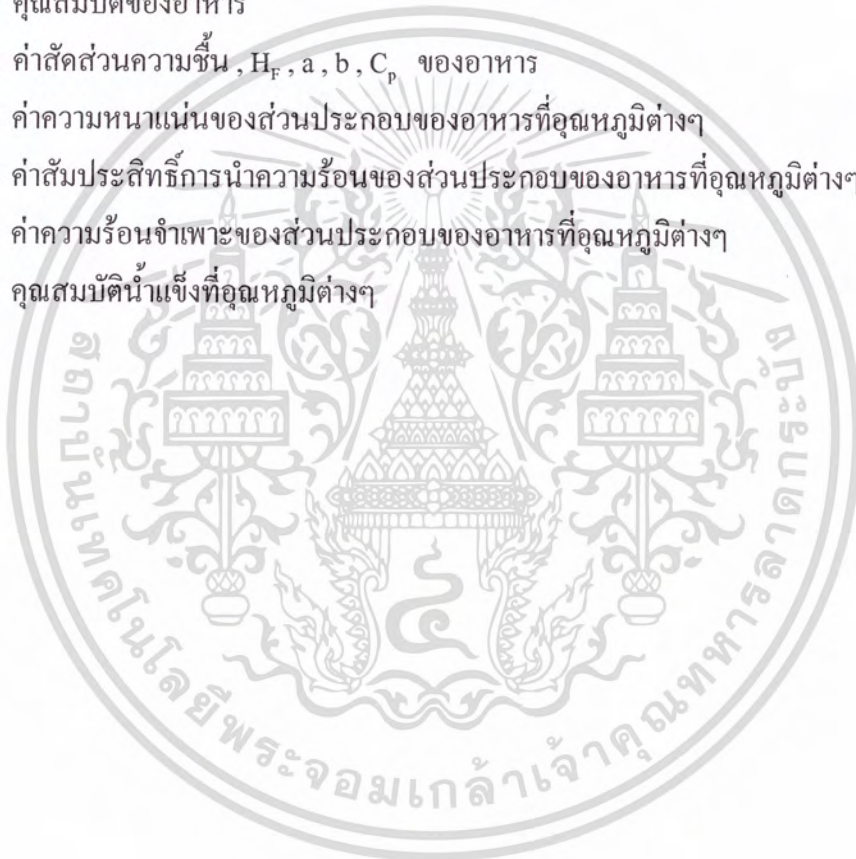 คุณสมบัติของอาหาร
ค่าสัดส่วนความชื้น , H_F , a , b , C_p ของอาหาร
ค่าความหนาแน่นของส่วนประกอบของอาหารที่อุณหภูมิต่างๆ
ค่าสัมประสิทธิ์การนำความร้อนของส่วนประกอบของอาหารที่อุณหภูมิต่างๆ
ค่าความร้อนจำเพาะของส่วนประกอบของอาหารที่อุณหภูมิต่างๆ
คุณสมบัติน้ำแข็งที่อุณหภูมิต่างๆ
สถาบันเทคโนโลยีพระจอมเกล้าเจ้าคุณทหารลาดกระบัง